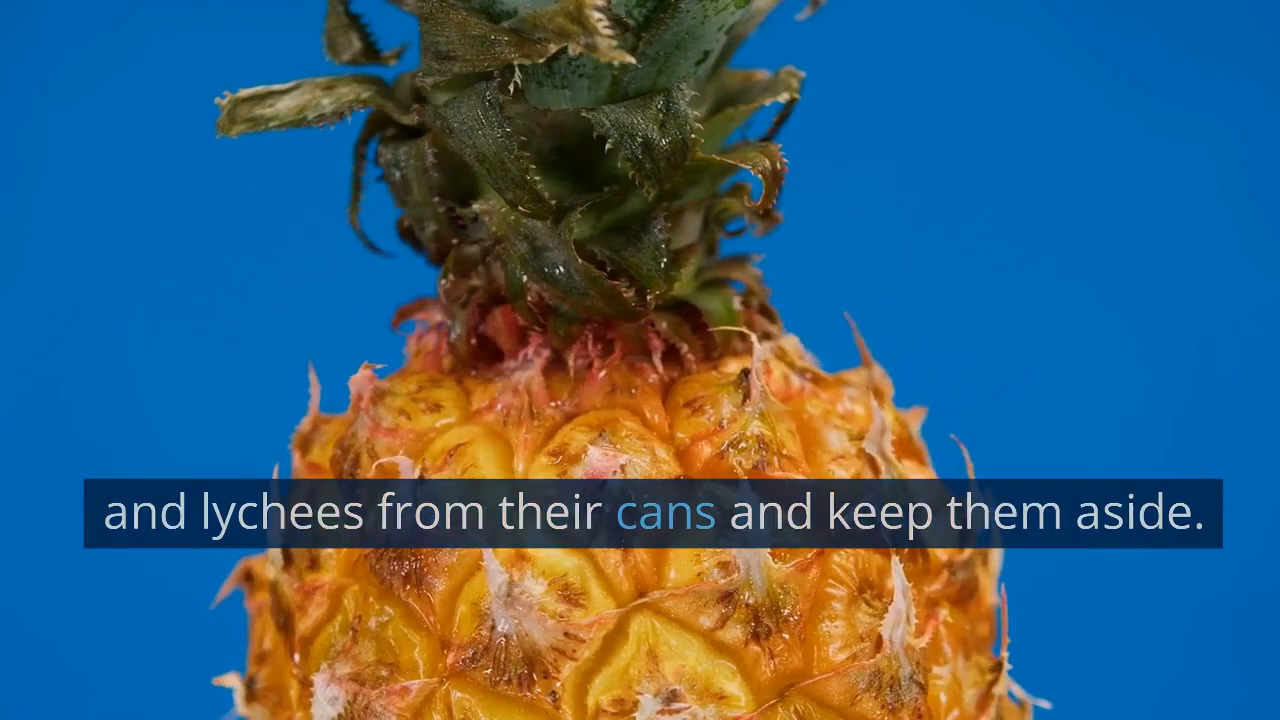 and lychees from their cans and keep them aside.